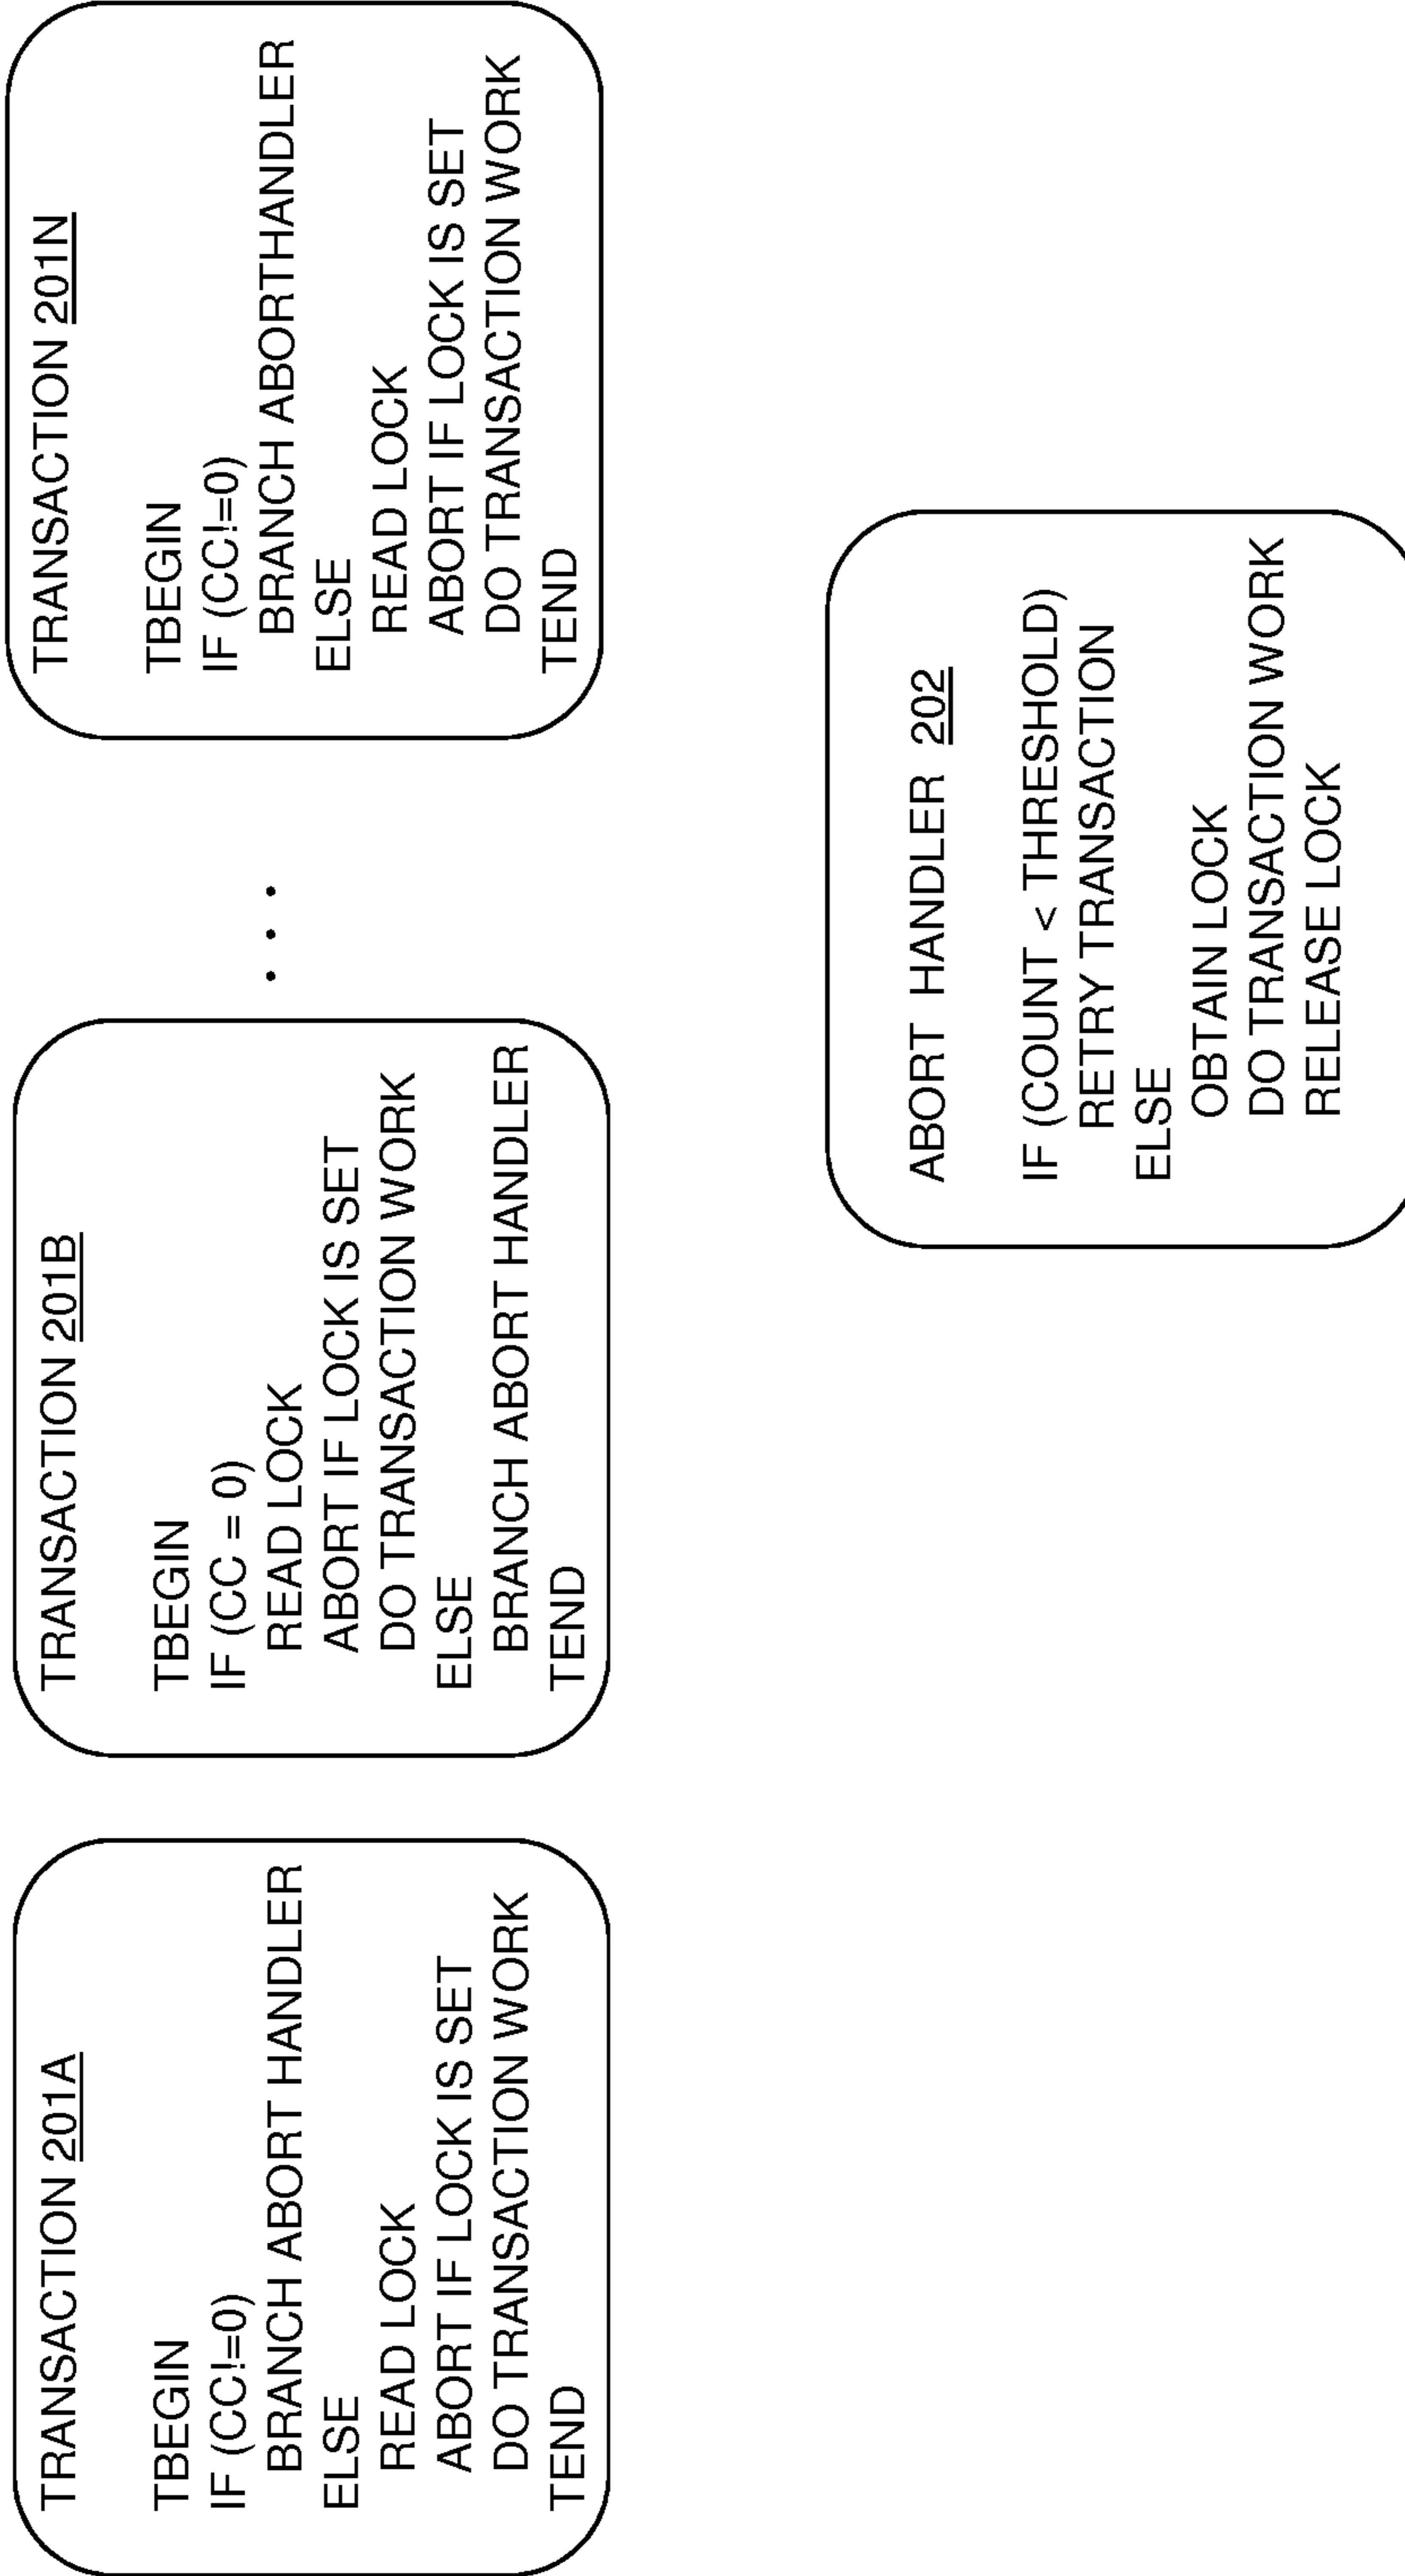 TRANSACTION 201A
TBEGIN
IF (CC!=0)
BRANCH ABORT HANDLER
ELSE
READ LOCK
ABORT IF LOCK IS SET
DO TRANSACTION WORK
TEND
TRANSACTION 201B
TBEGIN
IF (CC = 0)
READ LOCK
ABORT IF LOCK IS SET
DO TRANSACTION WORK
ELSE
BRANCH ABORT HANDLER
TEND
. . .
TRANSACTION 201N
TBEGIN
IF (CC!=0)
BRANCH ABORTHANDLER
ELSE
READ LOCK
ABORT IF LOCK IS SET
DO TRANSACTION WORK
TEND
ABORT HANDLER 202
IF (COUNT < THRESHOLD)
RETRY TRANSACTION
ELSE
OBTAIN LOCK
DO TRANSACTION WORK
RELEASE LOCK